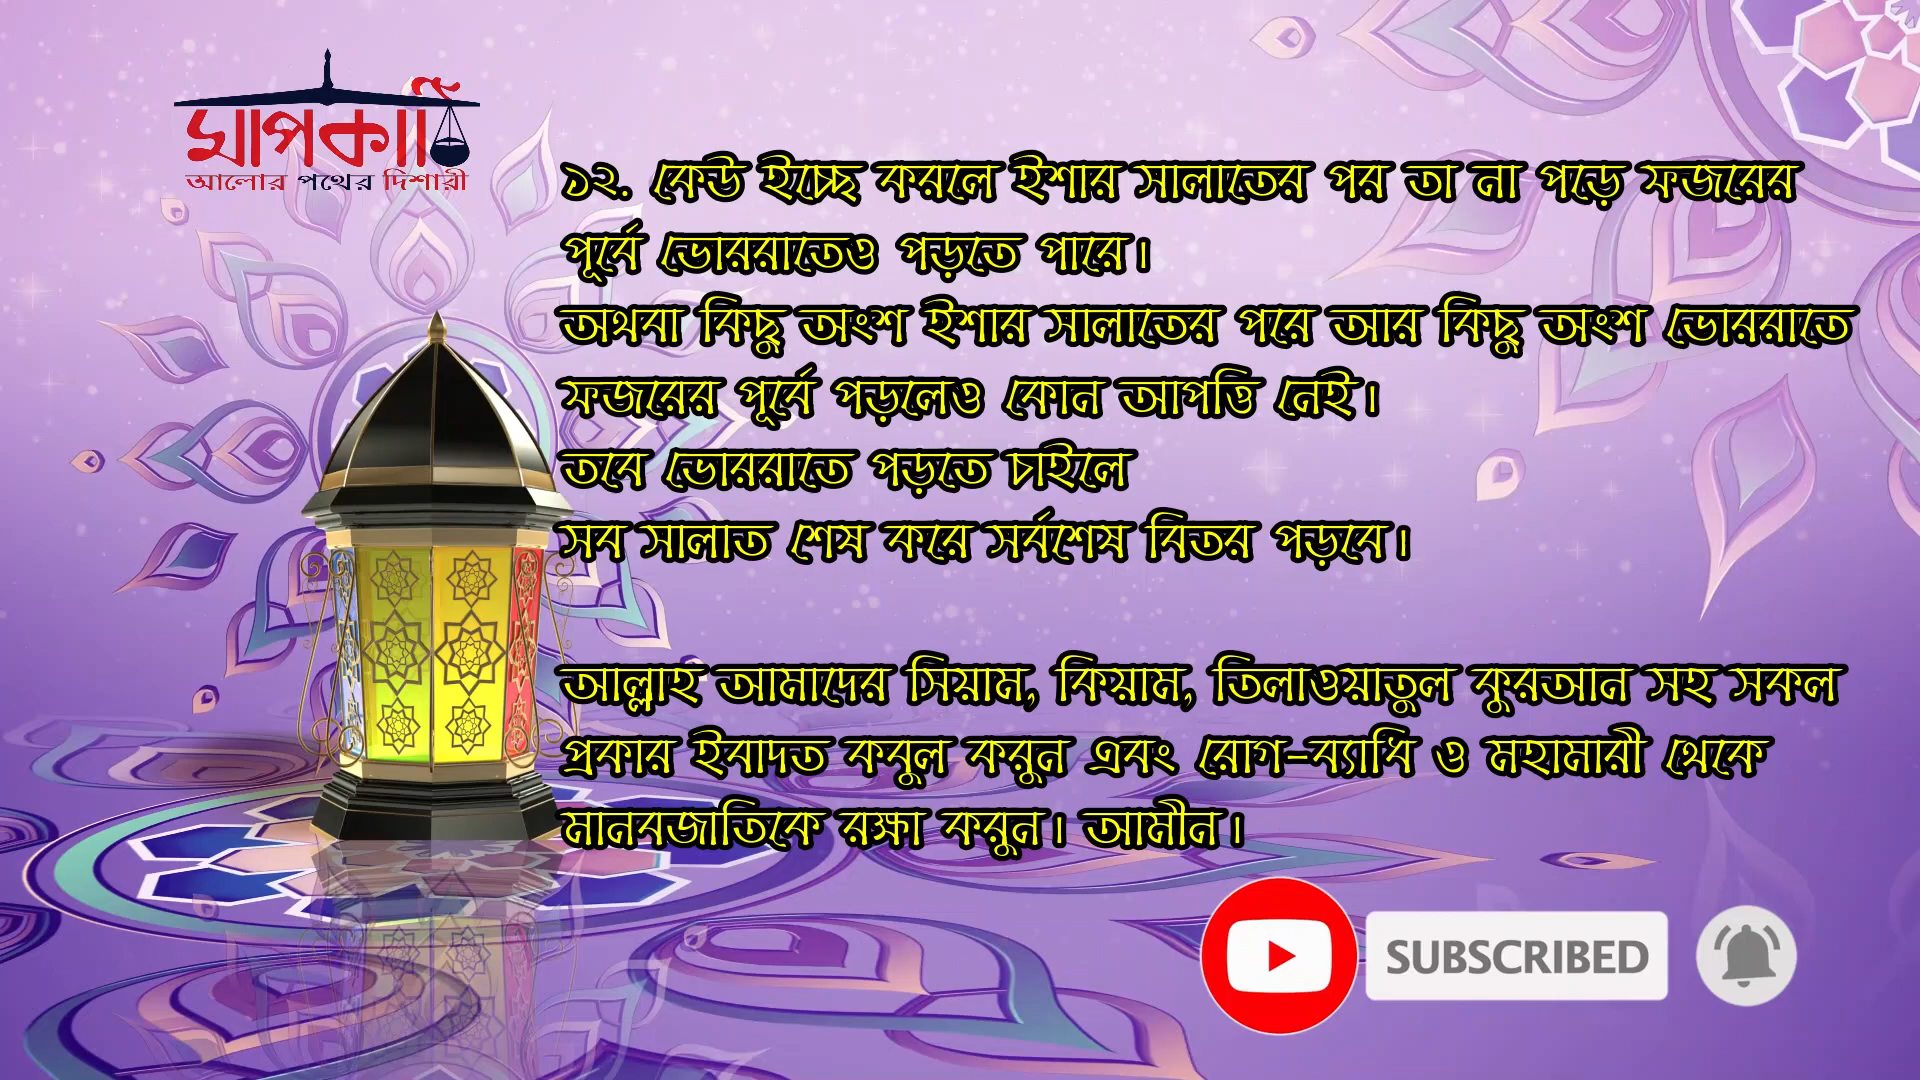 মাপকাঠি
আলোর পথের দিশারী
১২. কেউ ইচ্ছে করলে ইশার সালাতের পর তা না পড়ে ফজরের
পূর্বে ভোররাতেও পড়তে পারে।
অথবা কিছু অংশ ইশার সালাতের পরে আর কিছু অংশ ভোররাতে
ফজরের পূর্বে পড়লেও কোন আপত্তি নেই।
তবে ভোররাতে পড়তে চাইলে
সব সালাত শেষ করে সর্বশেষ বিতর পড়বে।
আল্লাহ আমাদের সিয়াম, কিয়াম, তিলাওয়াতুল কুরআন সহ সকল
প্রকার ইবাদত কবুল করুন এবং রোগ-ব্যাধি ও মহামারী থেকে
মানবজাতিকে রক্ষা করুন। আমীন।
SUBSCRIBED